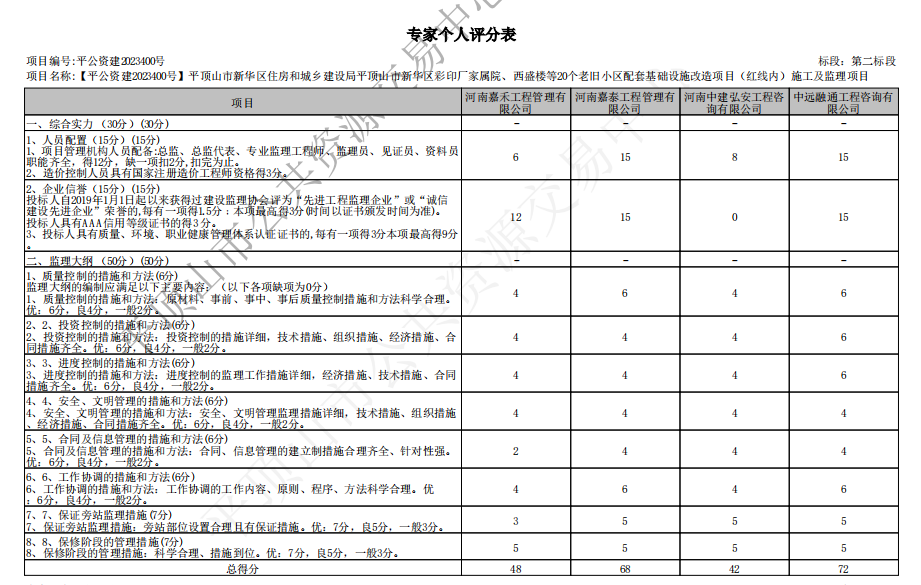 专家个人评分表
项目编号:平公资建2023400号
标段：第二标段
项目名称:【平公资建2023400号】平顶山市新华区住房和城乡建设局平顶山市新华区彩印厂家属院、西盛楼等20个老旧小区配套基础设施改造项目（红线内）施工及监理项目
项目
河南嘉禾工程管理有
限公司
河南嘉泰工程管理有
限公司
河南中建弘安工程咨
询有限公司
中远融通工程咨询有
限公司
一、综合实力（30分）(30分)
－ － － －
1、人员配置（15分）(15分)
1、项目管理机构人员配备:总监、总监代表、专业监理工程师、监理员、见证员、资料员
职能齐全，得12分，缺一项扣2分,扣完为止。
2、造价控制人员具有国家注册造价工程师资格得3分。
6 15 8 15
2、企业信誉（15分）(15分)
投标人自2019年1月1日起以来获得过建设监理协会评为“先进工程监理企业”或“诚信
建设先进企业”荣誉的,每有一项得1.5分；本项最高得3分(时间以证书颁发时间为准)。
投标人具有AAA信用等级证书的得3分。
3、投标人具有质量、环境、职业健康管理体系认证证书的,每有一项得3分本项最高得9分
。
12 15 0 15
二、监理大纲（50分）(50分)
－ － － －
1、质量控制的措施和方法(6分)
监理大纲的编制应满足以下主要内容：（以下各项缺项为0分）
1、质量控制的措施和方法：原材料、事前、事中、事后质量控制措施和方法科学合理。
优：6分，良4分，一般2分。
4 6 4 6
2、2、投资控制的措施和方法(6分)
2、投资控制的措施和方法：投资控制的措施详细，技术措施、组织措施、经济措施、合
同措施齐全。优：6分，良4分，一般2分。
4 4 4 6
3、3、进度控制的措施和方法(6分)
3、进度控制的措施和方法：进度控制的监理工作措施详细，经济措施、技术措施、合同
措施齐全。优：6分，良4分，一般2分。
4 4 4 6
4、4、安全、文明管理的措施和方法(6分)
4、安全、文明管理的措施和方法：安全、文明管理监理措施详细，技术措施、组织措施
、经济措施、合同措施齐全。优：6分，良4分，一般2分。
4 4 4 4
5、5、合同及信息管理的措施和方法(6分)
5、合同及信息管理的措施和方法：合同、信息管理的建立制措施合理齐全、针对性强。
优：6分，良4分，一般2分。
2 4 4 4
6、6、工作协调的措施和方法(6分)
6、工作协调的措施和方法：工作协调的工作内容、原则、程序、方法科学合理。优
：6分，良4分，一般2分。
4 6 4 6
7、7、保证旁站监理措施(7分)
7、保证旁站监理措施：旁站部位设置合理且有保证措施。优：7分，良5分，一般3分。
3 5 5 5
8、8、保修阶段的管理措施(7分)
8、保修阶段的管理措施：科学合理、措施到位。优：7分，良5分，一般3分。
5 5 5 5
总得分
48 68 42 72
平顶山市公共资源交易中心
平顶山市公共资源交易中